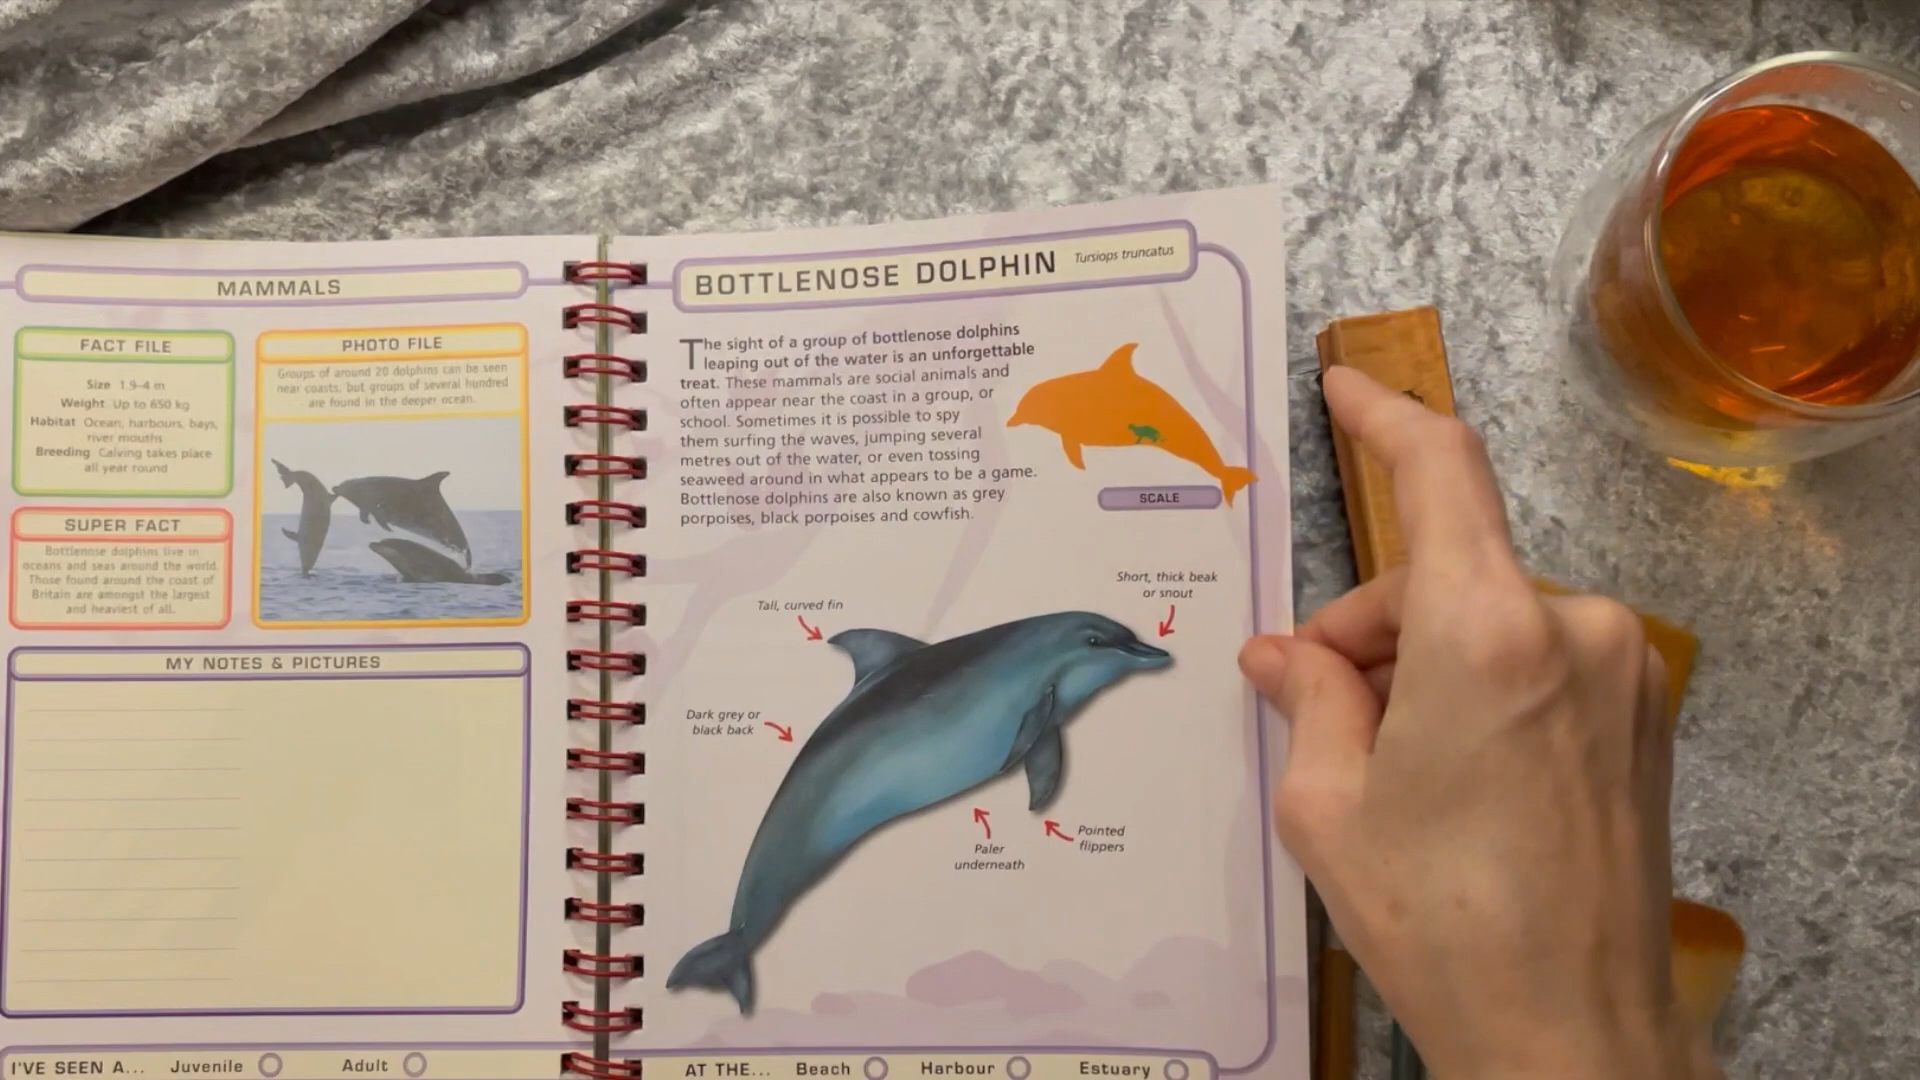 MAMMALS
FACT FILE
Size 1.9–4 m
Weight Up to 650 kg
Habitat Ocean, harbours, bays,
river mouths
Breeding Calving takes place
all year round
SUPER FACT
Bottlenose dolphins live in
oceans and seas around the world.
Those found around the coast of
Britain are amongst the largest
and heaviest of all.
PHOTO FILE
Groups of around 20 dolphins can be seen
near coasts, but groups of several hundred
are found in the deeper ocean.
MY NOTES & PICTURES
I'VE SEEN A... Juvenile Adult
BOTTLENOSE DOLPHIN Tursiops truncatus
The sight of a group of bottlenose dolphins
leaping out of the water is an unforgettable
treat. These mammals are social animals and
often appear near the coast in a group, or
school. Sometimes it is possible to spy
them surfing the waves, jumping several
metres out of the water, or even tossing
seaweed around in what appears to be a game.
Bottlenose dolphins are also known as grey
porpoises, black porpoises and cowfish.
SCALE
Short, thick beak
or snout
Tall, curved fin
Dark grey or
black back
Pointed
flippers
Paler
underneath
AT THE... Beach Harbour Estuary